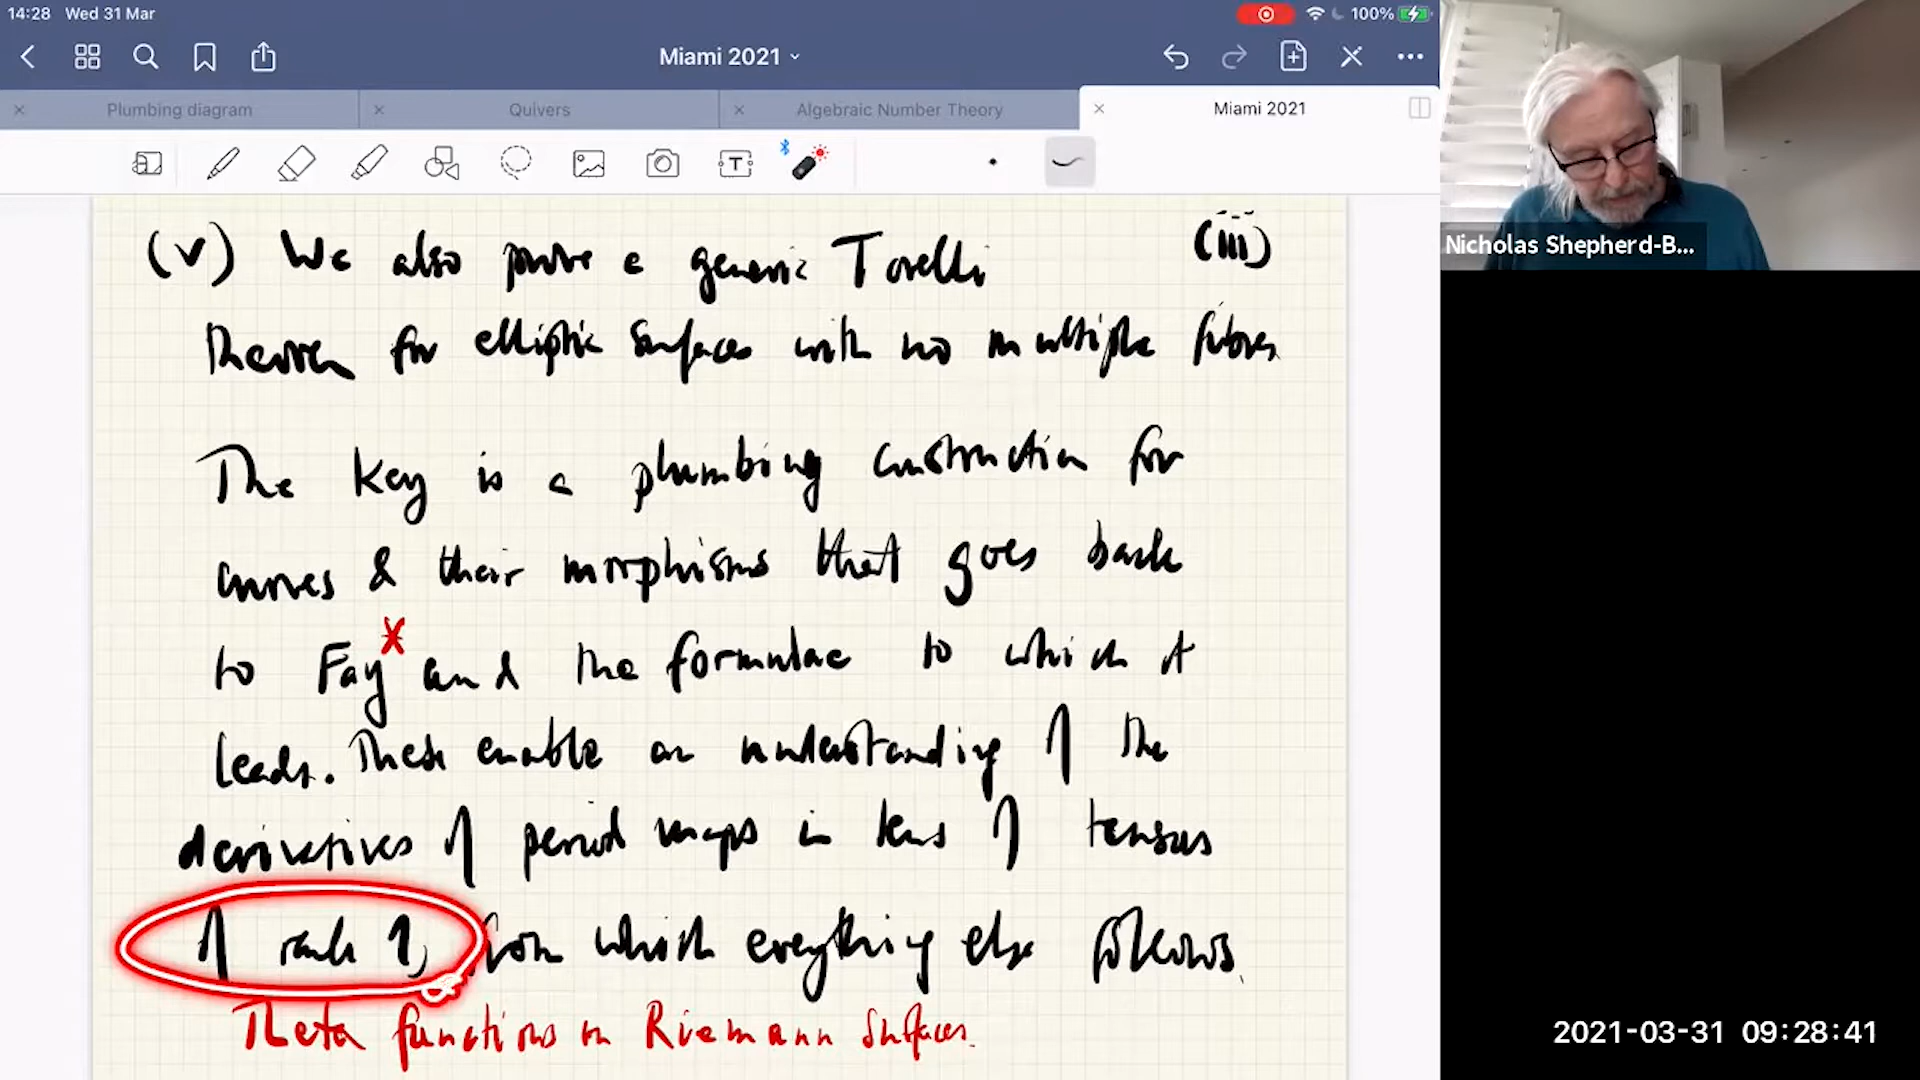 14:28 Wed 31 Mar
100%
Miami 2021
Plumbing diagram
Quivers
Algebraic Number Theory
Miami 2021
T
Nicholas Shepherd-B...
(iii)
(v) We also prove a generic Torelli
theorem for elliptic surfaces with no multiple fibres
The key is a plumbing construction for
curves & their morphisms that goes back
to Fay* and the formulae to which it
leads. These enable an understanding of the
derivatives of period maps in terms of tensors
of rank 1, from which everything else follows.
Theta functions on Riemann Surfaces.
2021-03-31 09:28:41